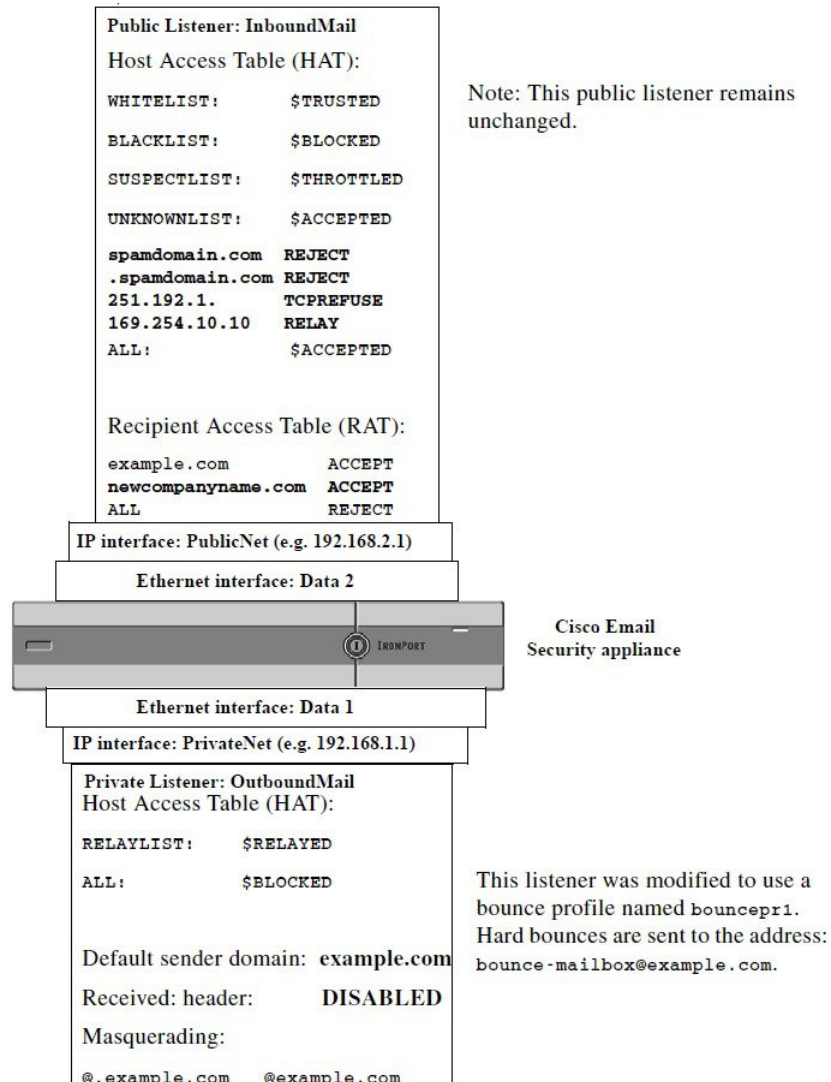 Public Listener: InboundMail
Host Access Table (HAT):
WHITELIST: $TRUSTED
BLACKLIST: $BLOCKED
SUSPECTLIST: $THROTTLED
UNKNOWNLIST: $ACCEPTED
spamdomain.com REJECT
.spamdomain.com REJECT
251.192.1. TCPREFUSE
169.254.10.10 RELAY
ALL: $ACCEPTED
Note: This public listener remains
unchanged.
Recipient Access Table (RAT):
example.com ACCEPT
newcompanyname.com ACCEPT
ALL REJECT
IP interface: PublicNet (e.g. 192.168.2.1)
Ethernet interface: Data 2
IRONPORT
Cisco Email
Security appliance
Ethernet interface: Data 1
IP interface: PrivateNet (e.g. 192.168.1.1)
Private Listener: OutboundMail
Host Access Table (HAT):
RELAYLIST: $RELAYED
ALL: $BLOCKED
Default sender domain: example.com
Received: header: DISABLED
Masquerading:
@.example.com @example.com
This listener was modified to use a
bounce profile named bouncepr1.
Hard bounces are sent to the address:
bounce-mailbox@example.com.